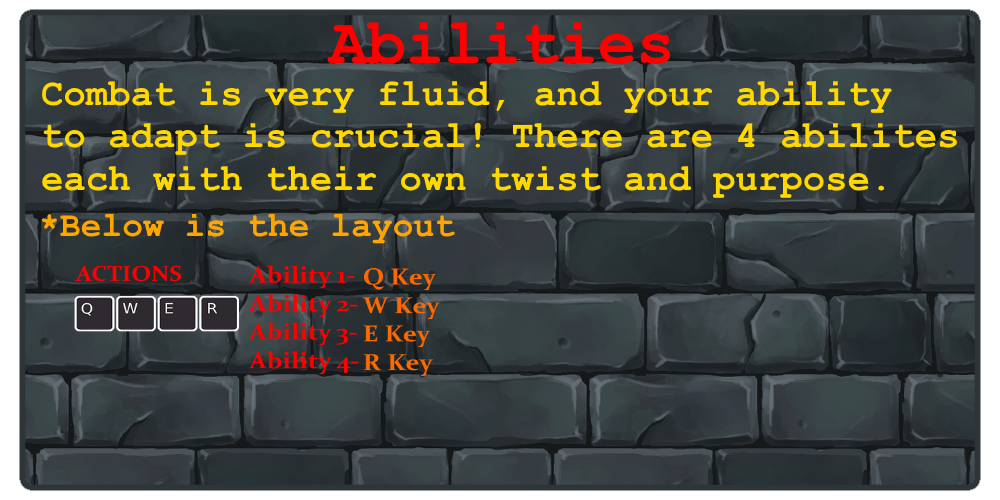 Abilities
Combat is very fluid, and your ability
to adapt is crucial! There are 4 abilites
each with their own twist and purpose.
*Below is the layout
ACTIONS
Q W E R
Ability 1- Q Key
Ability 2- W Key
Ability 3- E Key
Ability 4- R Key